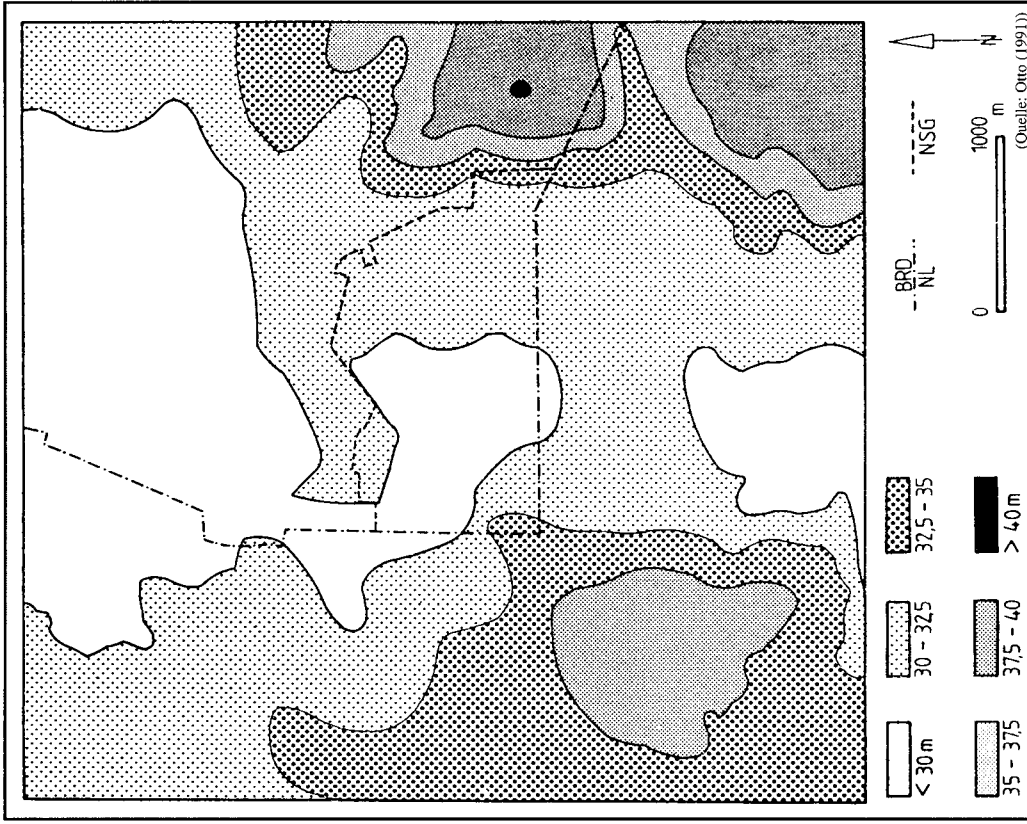 < 30 m
30 – 32,5
32,5 – 35
35 – 37,5
37,5 – 40
> 40 m
BRD
NL
NSG
0 1000 m
N
(Quelle: Otto (1991))